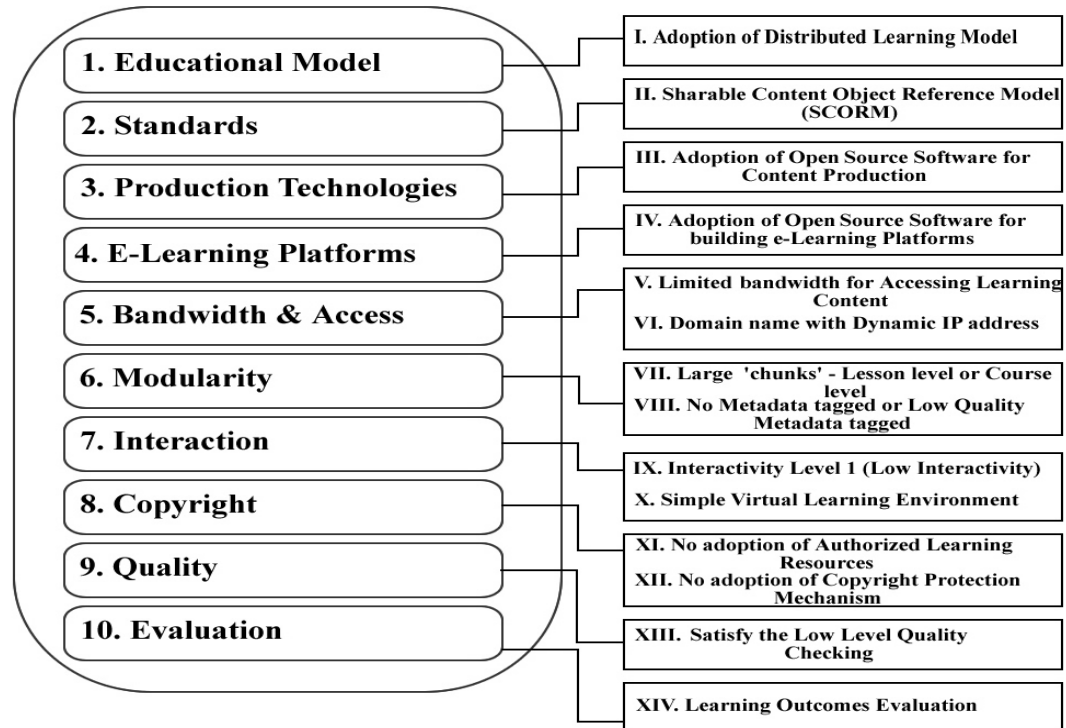 1. Educational Model
2. Standards
3. Production Technologies
4. E-Learning Platforms
5. Bandwidth & Access
6. Modularity
7. Interaction
8. Copyright
9. Quality
10. Evaluation
I. Adoption of Distributed Learning Model
II. Sharable Content Object Reference Model
(SCORM)
III. Adoption of Open Source Software for
Content Production
IV. Adoption of Open Source Software for
building e-Learning Platforms
V. Limited bandwidth for Accessing Learning
Content
VI. Domain name with Dynamic IP address
VII. Large 'chunks' - Lesson level or Course
level
VIII. No Metadata tagged or Low Quality
Metadata tagged
IX. Interactivity Level 1 (Low Interactivity)
X. Simple Virtual Learning Environment
XI. No adoption of Authorized Learning
Resources
XII. No adoption of Copyright Protection
Mechanism
XIII. Satisfy the Low Level Quality
Checking
XIV. Learning Outcomes Evaluation